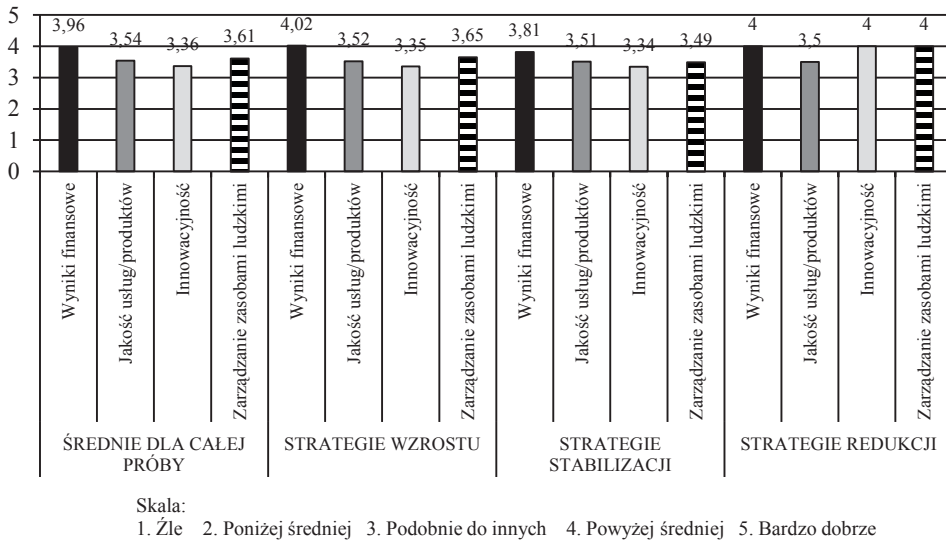 5
4
3
2
1
0
3,96
3,54
3,36
3,61
4,02
3,52
3,35
3,65
3,81
3,51
3,34
3,49
4
3,5
4
4
Wyniki finansowe
Jakość usług/produktów
Innowacyjność
Zarządzanie zasobami ludzkimi
Wyniki finansowe
Jakość usług/produktów
Innowacyjność
Zarządzanie zasobami ludzkimi
Wyniki finansowe
Jakość usług/produktów
Innowacyjność
Zarządzanie zasobami ludzkimi
Wyniki finansowe
Jakość usług/produktów
Innowacyjność
Zarządzanie zasobami ludzkimi
ŚREDNIE DLA CAŁEJ
PRÓBY
STRATEGIE WZROSTU
STRATEGIE
STABILIZACJI
STRATEGIE REDUKCJI
Skala:
1. Źle 2. Poniżej średniej 3. Podobnie do innych 4. Powyżej średniej 5. Bardzo dobrze